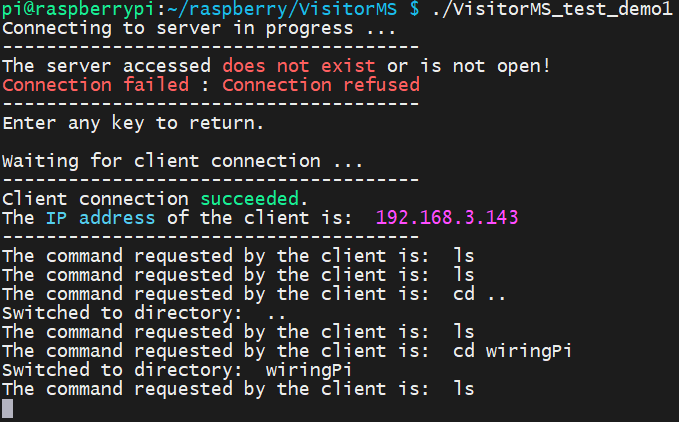 pi@raspberrypi:~/raspberry/VisitorMS $ ./VisitorMS_test_demo1
Connecting to server in progress ...
---------------------------------------
The server accessed does not exist or is not open!
Connection failed : Connection refused
---------------------------------------
Enter any key to return.

Waiting for client connection ...
---------------------------------------
Client connection succeeded.
The IP address of the client is:  192.168.3.143
---------------------------------------
The command requested by the client is:  ls
The command requested by the client is:  ls
The command requested by the client is:  cd ..
Switched to directory:  ..
The command requested by the client is:  ls
The command requested by the client is:  cd wiringPi
Switched to directory:  wiringPi
The command requested by the client is:  ls